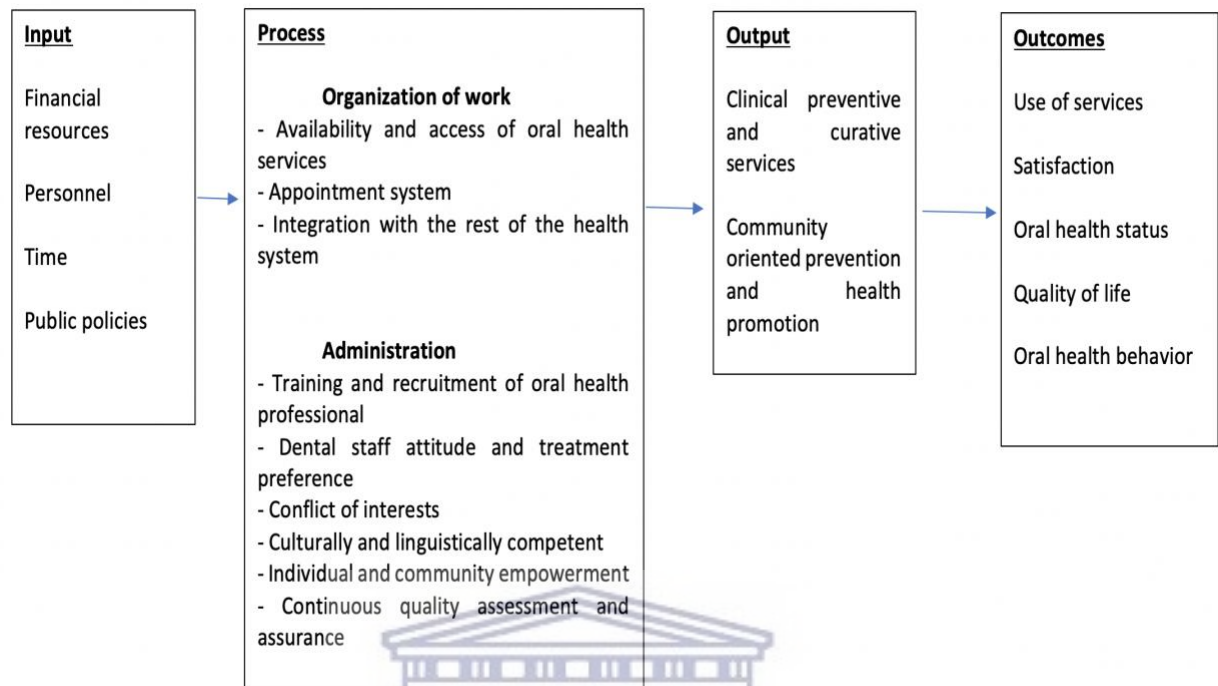 Input
Financial
resources
Personnel
Time
Public policies
Process
Organization of work
- Availability and access of oral health
services
- Appointment system
- Integration with the rest of the health
system
Administration
- Training and recruitment of oral health
professional
- Dental staff attitude and treatment
preference
- Conflict of interests
- Culturally and linguistically competent
- Individual and community empowerment
- Continuous quality assessment and
assurance
Output
Clinical preventive
and curative
services
Community
oriented prevention
and health
promotion
Outcomes
Use of services
Satisfaction
Oral health status
Quality of life
Oral health behavior